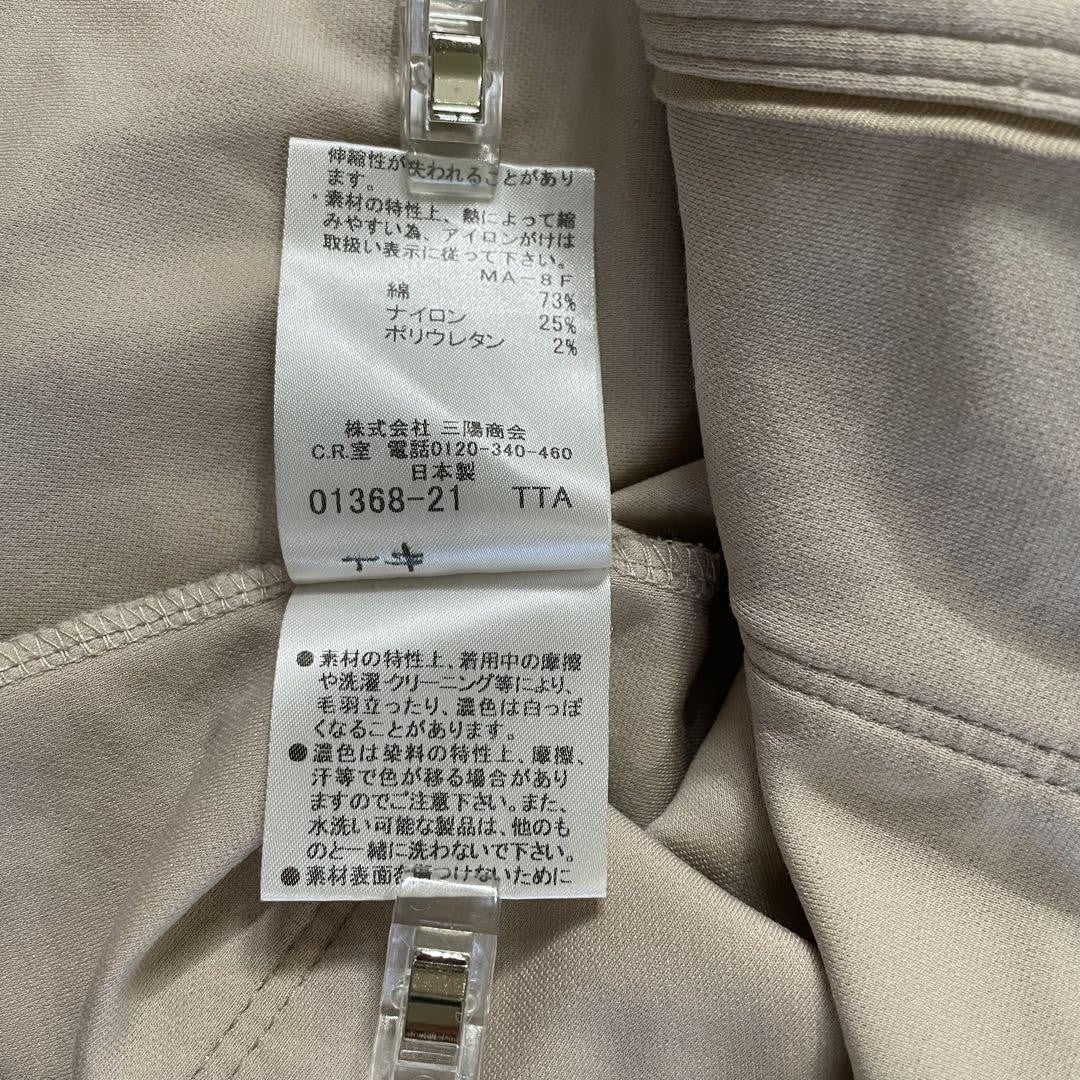 伸縮性が失われることがあり
ます。
・素材の特性上、熱によって縮
みやすい為、アイロンがけは
取扱い表示に従って下さい。
MA-8F
綿 73%
ナイロン 25%
ポリウレタン 2%
株式会社 三陽商会
C.R.室 電話0120-340-460
日本製
01368-21 TTA
●素材の特性上、着用中の摩擦
や洗濯・クリーニング等により、
毛羽立ったり、濃色は白っぽ
くなることがあります。
●濃色は染料の特性上、摩擦、
汗等で色が移る場合があり
ますのでご注意下さい。また、
水洗い可能な製品は、他のも
のと一緒に洗わないで下さい。
●素材表面を傷つけないために